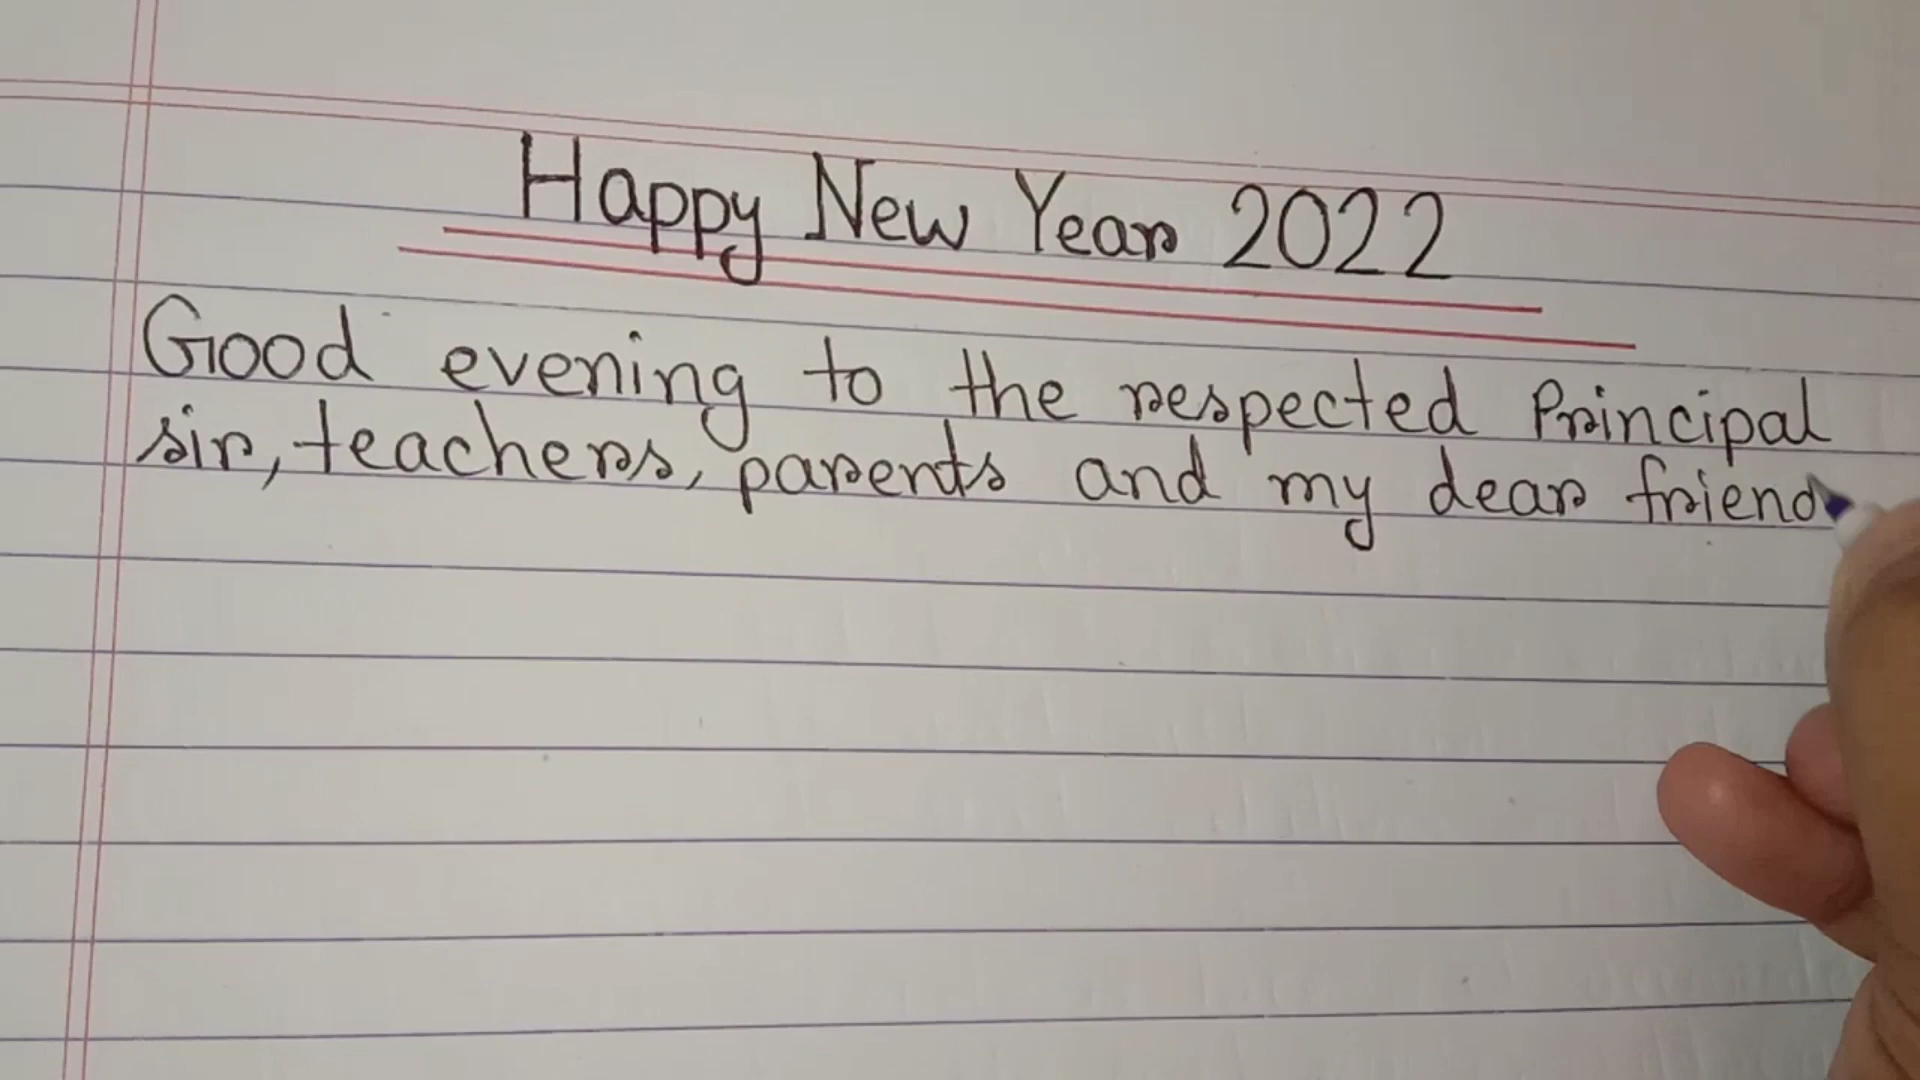 Happy New Year 2022
Good evening to the respected Principal
sir, teachers, parents and my dear friend